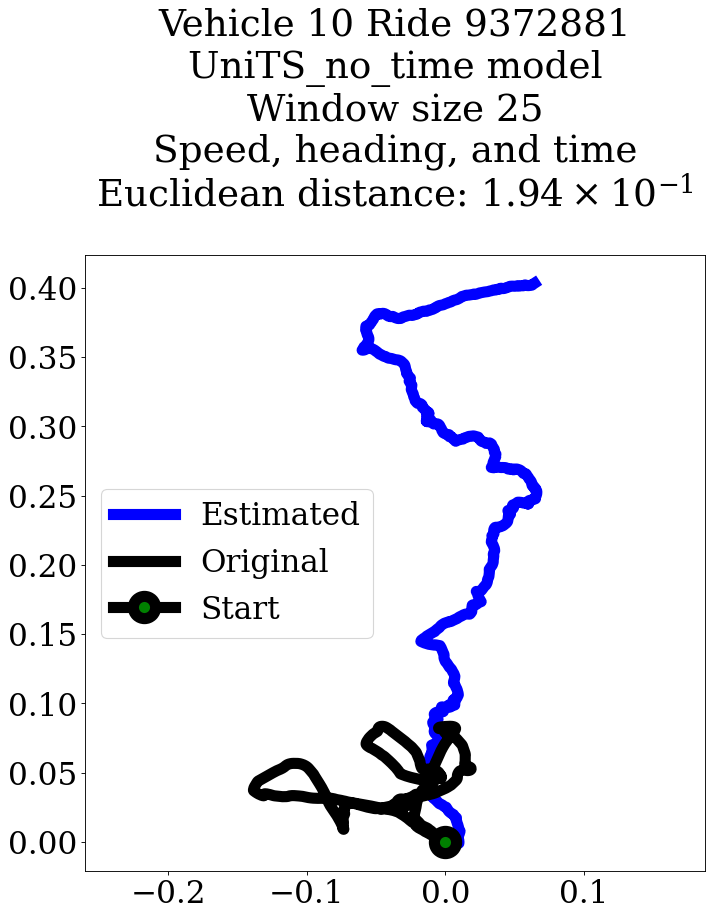 Vehicle 10 Ride 9372881
UniTS_no_time model
Window size 25
Speed, heading, and time
Euclidean distance: 1.94 × 10⁻¹
0.40
0.35
0.30
0.25
0.20
0.15
0.10
0.05
0.00
Estimated
Original
Start
−0.2 −0.1 0.0 0.1